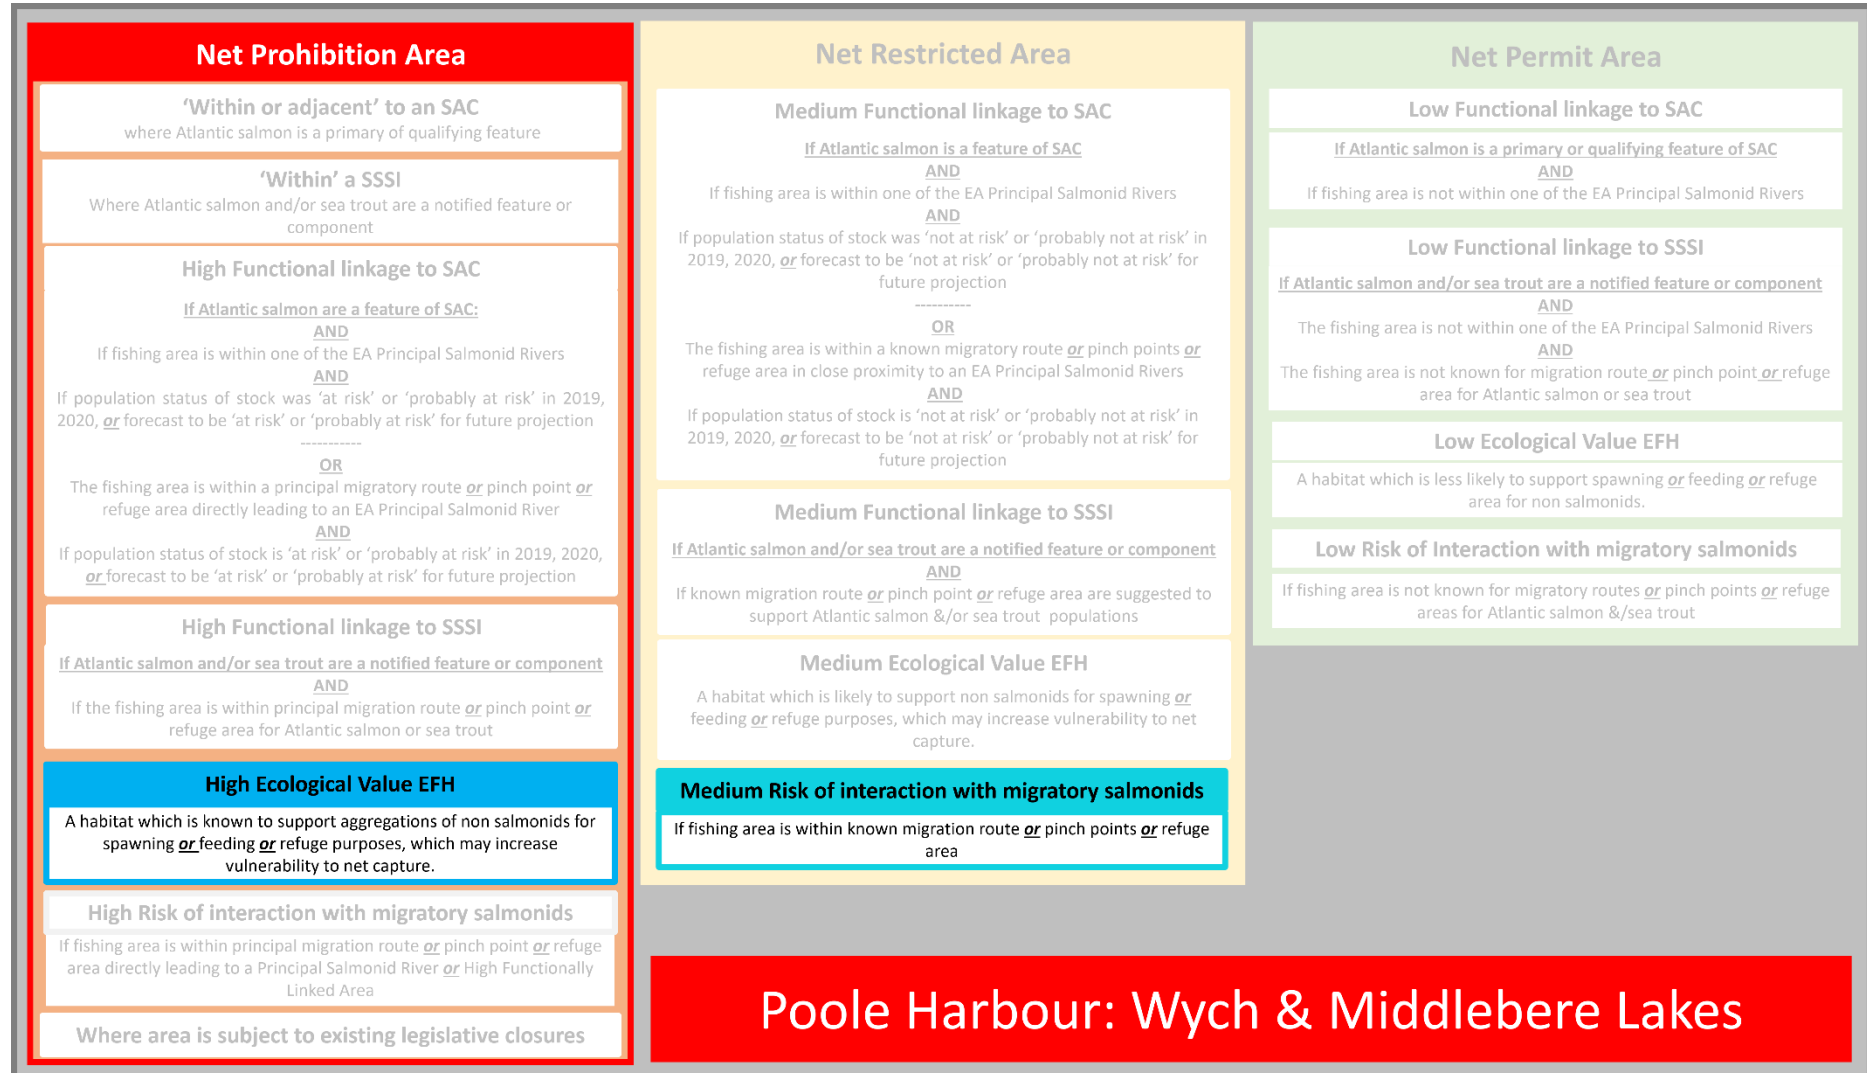 Net Prohibition Area
‘Within or adjacent’ to an SAC
where Atlantic salmon is a primary of qualifying feature
‘Within’ a SSSI
Where Atlantic salmon and/or sea trout are a notified feature or
component
High Functional linkage to SAC
If Atlantic salmon are a feature of SAC:
AND
If fishing area is within one of the EA Principal Salmonid Rivers
AND
If population status of stock was ‘at risk’ or ‘probably at risk’ in 2019,
2020, or forecast to be ‘at risk’ or ‘probably at risk’ for future projection
-----------
OR
The fishing area is within a principal migratory route or pinch point or
refuge area directly leading to an EA Principal Salmonid River
AND
If population status of stock is ‘at risk’ or ‘probably at risk’ in 2019, 2020,
or forecast to be ‘at risk’ or ‘probably at risk’ for future projection
High Functional linkage to SSSI
If Atlantic salmon and/or sea trout are a notified feature or component
AND
If the fishing area is within principal migration route or pinch point or
refuge area for Atlantic salmon or sea trout
High Ecological Value EFH
A habitat which is known to support aggregations of non salmonids for
spawning or feeding or refuge purposes, which may increase
vulnerability to net capture.
High Risk of interaction with migratory salmonids
If fishing area is within principal migration route or pinch point or refuge
area directly leading to a Principal Salmonid River or High Functionally
Linked Area
Where area is subject to existing legislative closures
Net Restricted Area
Medium Functional linkage to SAC
If Atlantic salmon is a feature of SAC
AND
If fishing area is within one of the EA Principal Salmonid Rivers
AND
If population status of stock was ‘not at risk’ or ‘probably not at risk’ in
2019, 2020, or forecast to be ‘not at risk’ or ‘probably not at risk’ for
future projection
----------
OR
The fishing area is within a known migratory route or pinch points or
refuge area in close proximity to an EA Principal Salmonid Rivers
AND
If population status of stock is ‘not at risk’ or ‘probably not at risk’ in
2019, 2020, or forecast to be ‘not at risk’ or ‘probably not at risk’ for
future projection
Medium Functional linkage to SSSI
If Atlantic salmon and/or sea trout are a notified feature or component
AND
If known migration route or pinch point or refuge area are suggested to
support Atlantic salmon &/or sea trout populations
Medium Ecological Value EFH
A habitat which is likely to support non salmonids for spawning or
feeding or refuge purposes, which may increase vulnerability to net
capture.
Medium Risk of interaction with migratory salmonids
If fishing area is within known migration route or pinch points or refuge
area
Net Permit Area
Low Functional linkage to SAC
If Atlantic salmon is a primary or qualifying feature of SAC
AND
If fishing area is not within one of the EA Principal Salmonid Rivers
Low Functional linkage to SSSI
If Atlantic salmon and/or sea trout are a notified feature or component
AND
The fishing area is not within one of the EA Principal Salmonid Rivers
AND
The fishing area is not known for migration route or pinch point or refuge
area for Atlantic salmon or sea trout
Low Ecological Value EFH
A habitat which is less likely to support spawning or feeding or refuge
area for non salmonids.
Low Risk of Interaction with migratory salmonids
If fishing area is not known for migratory routes or pinch points or refuge
areas for Atlantic salmon &/sea trout
Poole Harbour: Wych & Middlebere Lakes